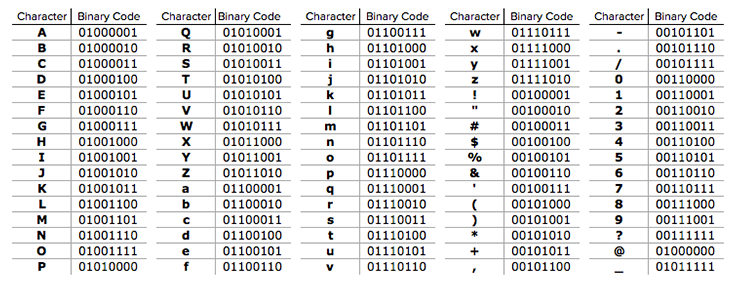 Character Binary Code Character Binary Code Character Binary Code Character Binary Code Character Binary Code
A 01000001 Q 01010001 g 01100111 w 01110111 - 00101101
B 01000010 R 01010010 h 01101000 x 01111000 . 00101110
C 01000011 S 01010011 i 01101001 y 01111001 / 00101111
D 01000100 T 01010100 j 01101010 z 01111010 0 00110000
E 01000101 U 01010101 k 01101011 ! 00100001 1 00110001
F 01000110 V 01010110 l 01101100 " 00100010 2 00110010
G 01000111 W 01010111 m 01101101 # 00100011 3 00110011
H 01001000 X 01011000 n 01101110 $ 00100100 4 00110100
I 01001001 Y 01011001 o 01101111 % 00100101 5 00110101
J 01001010 Z 01011010 p 01110000 & 00100110 6 00110110
K 01001011 a 01100001 q 01110001 ' 00100111 7 00110111
L 01001100 b 01100010 r 01110010 ( 00101000 8 00111000
M 01001101 c 01100011 s 01110011 ) 00101001 9 00111001
N 01001110 d 01100100 t 01110100 * 00101010 ? 00111111
O 01001111 e 01100101 u 01110101 + 00101011 @ 01000000
P 01010000 f 01100110 v 01110110 , 00101100 _ 01011111